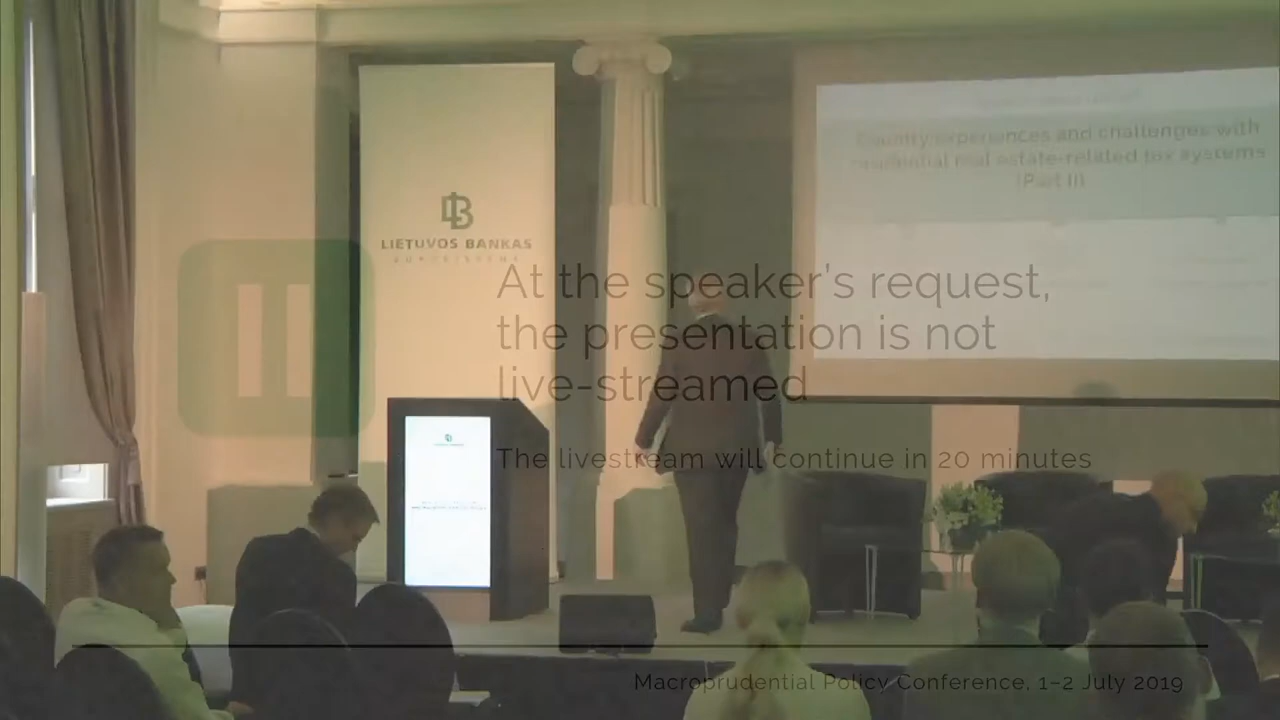 Country experiences and challenges with
residential real estate-related tax systems
(Part II)
LIETUVOS BANKAS
EUROSISTEMA
At the speaker's request,
the presentation is not
live-streamed
The livestream will continue in 20 minutes
Macroprudential Policy Conference, 1–2 July 2019